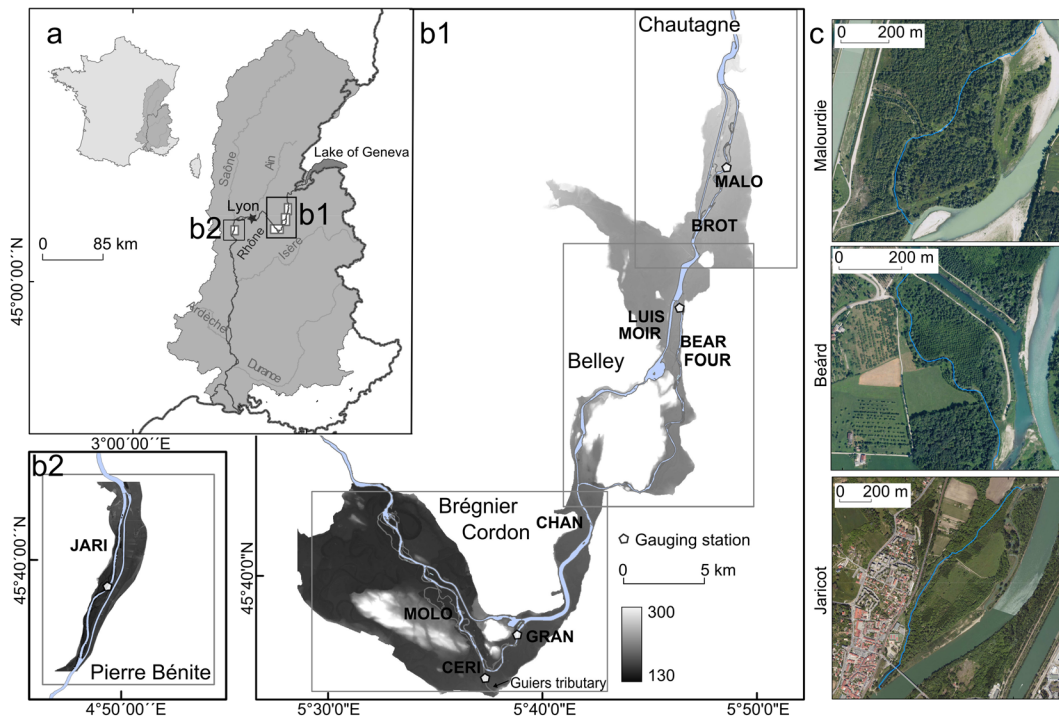 a
Lake of Geneva
Saône
Ain
Lyon
b2
b1
Rhône
Isère
0 85 km
45°00´00´´N
Ardèche
Durance
3°00´00´´E
b2
JARI
45°40´00´´N
Pierre Bénite
4°50´00´´E
b1
Chautagne
MALO
BROT
LUIS
MOIR
BEAR
FOUR
Belley
Brégnier
Cordon
CHAN
Gauging station
0 5 km
300
130
MOLO
GRAN
CERI
Guiers tributary
45°40'0"N
5°30´00´´E
5°40´00´´E
5°50´00´´E
c
0 200 m
Malourdie
0 200 m
Beárd
0 200 m
Jaricot